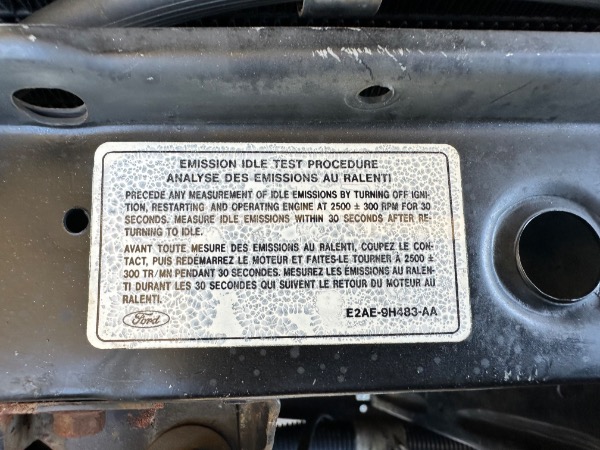 EMISSION IDLE TEST PROCEDURE
ANALYSE DES EMISSIONS AU RALENTI
PRECEDE ANY MEASUREMENT OF IDLE EMISSIONS BY TURNING OFF IGNI-
TION, RESTARTING AND OPERATING ENGINE AT 2500 ± 300 RPM FOR 30
SECONDS. MEASURE IDLE EMISSIONS WITHIN 30 SECONDS AFTER RE-
TURNING TO IDLE.
AVANT TOUTE MESURE DES EMISSIONS AU RALENTI, COUPEZ LE CON-
TACT, PUIS REDÉMARREZ LE MOTEUR ET FAITES-LE TOURNER À 2500 ±
300 TR/MN PENDANT 30 SECONDES. MESUREZ LES ÉMISSIONS AU RALEN-
TI DURANT LES 30 SECONDES QUI SUIVENT LE RETOUR DU MOTEUR AU
RALENTI.
Ford E2AE-9H483-AA